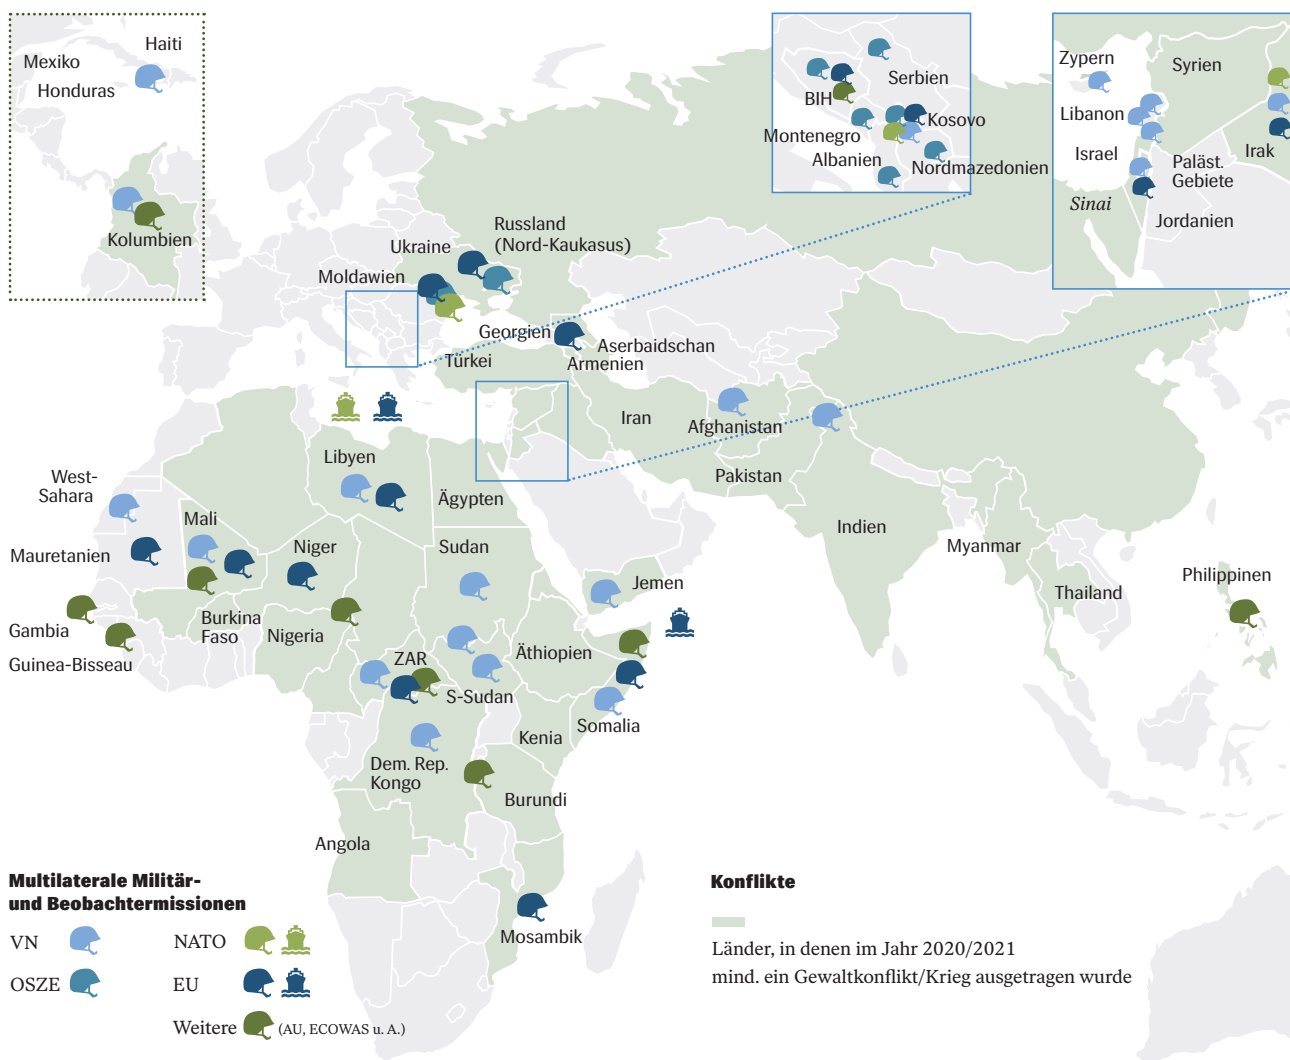 Haiti
Mexiko
Honduras
Kolumbien
BIH
Serbien
Kosovo
Montenegro
Albanien
Nordmazedonien
Zypern
Syrien
Libanon
Israel
Paläst.
Gebiete
Irak
Sinai
Jordanien
Russland
(Nord-Kaukasus)
Ukraine
Moldawien
Georgien
Aserbaidschan
Armenien
Türkei
Iran
Afghanistan
Pakistan
Indien
Myanmar
Thailand
Philippinen
Libyen
Ägypten
West-
Sahara
Mali
Mauretanien
Niger
Sudan
Jemen
Gambia
Burkina
Faso
Nigeria
Guinea-Bissau
ZAR
Äthiopien
S-Sudan
Somalia
Kenia
Dem. Rep.
Kongo
Burundi
Angola
Mosambik
Multilaterale Militär-
und Beobachtermissionen
VN
NATO
OSZE
EU
Weitere (AU, ECOWAS u. A.)
Konflikte
Länder, in denen im Jahr 2020/2021
mind. ein Gewaltkonflikt/Krieg ausgetragen wurde